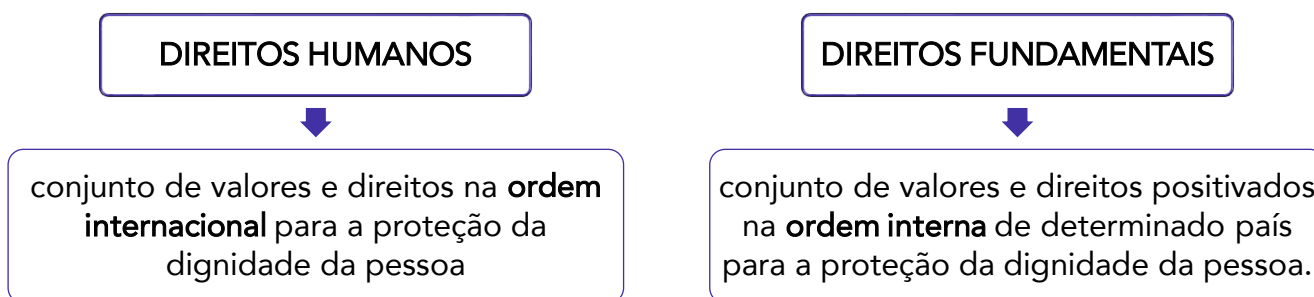 DIREITOS HUMANOS
conjunto de valores e direitos na ordem
internacional para a proteção da
dignidade da pessoa
DIREITOS FUNDAMENTAIS
conjunto de valores e direitos positivados
na ordem interna de determinado país
para a proteção da dignidade da pessoa.